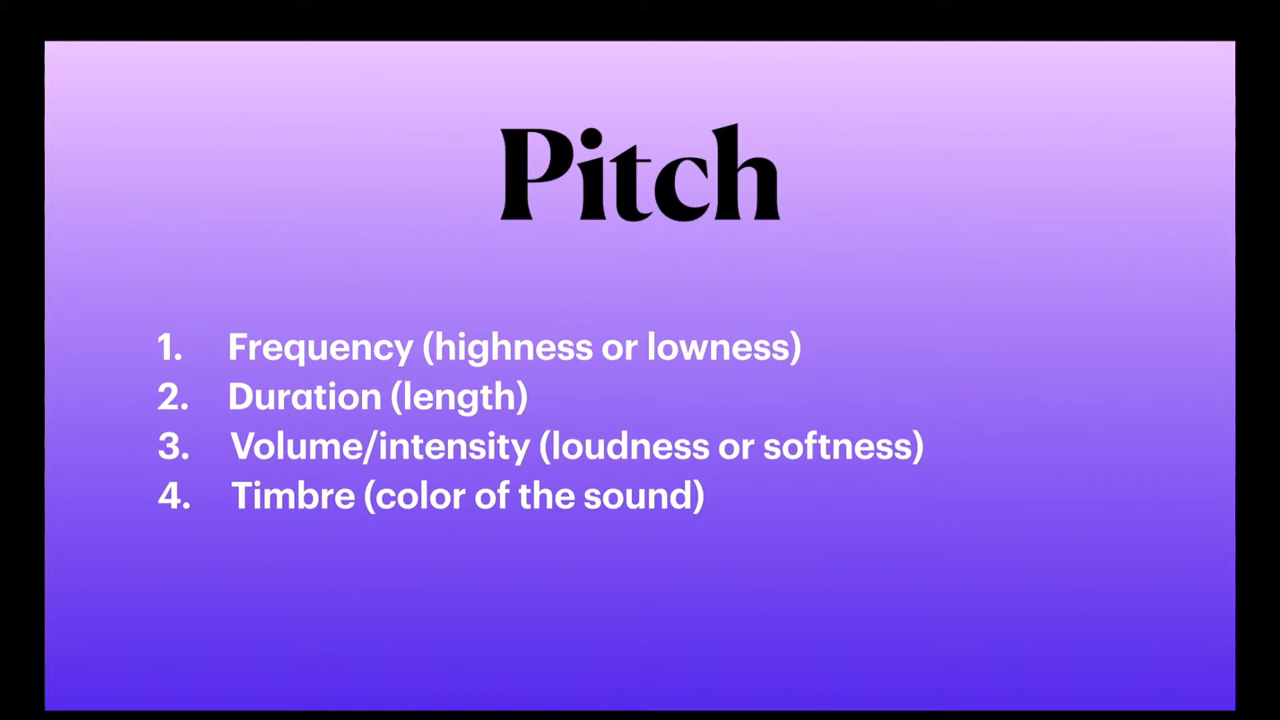 Pitch
1. Frequency (highness or lowness)
2. Duration (length)
3. Volume/intensity (loudness or softness)
4. Timbre (color of the sound)